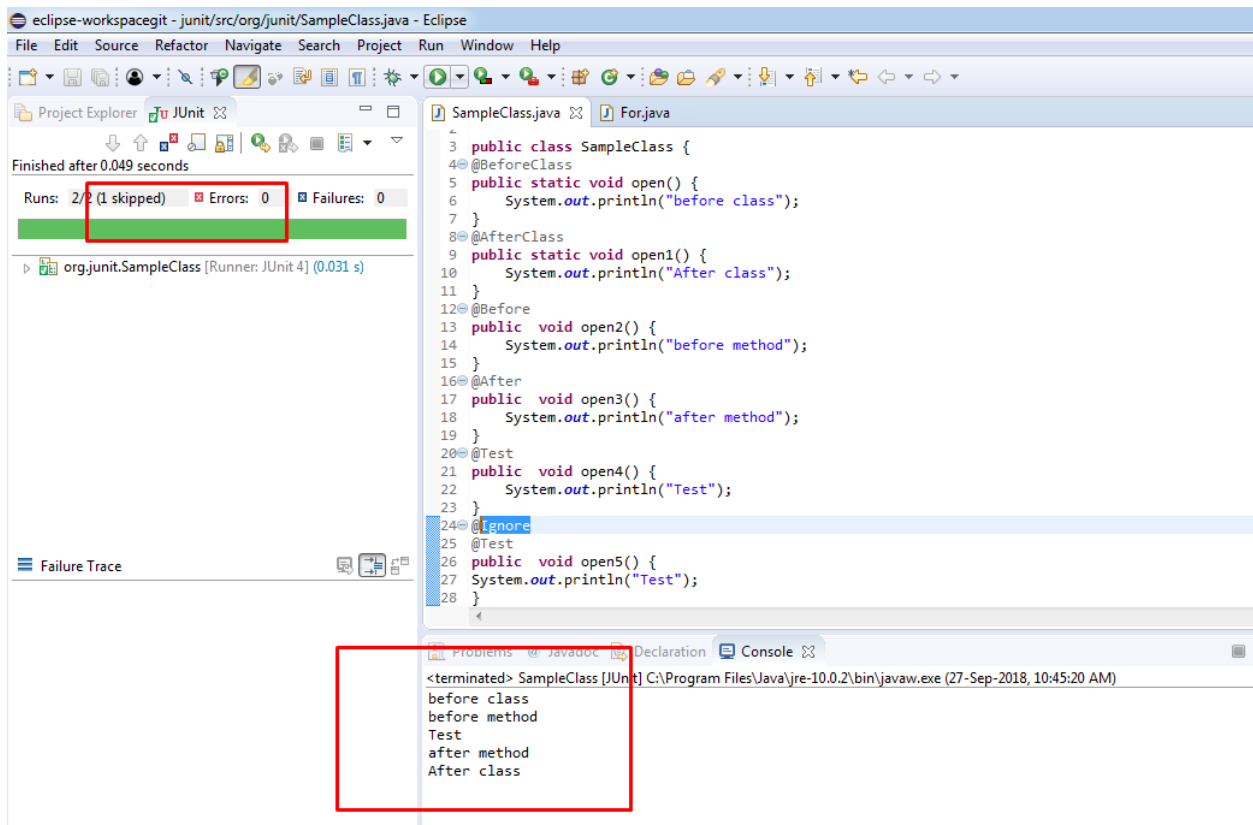 eclipse-workspacegit - junit/src/org/junit/SampleClass.java - Eclipse
File Edit Source Refactor Navigate Search Project Run Window Help
Project Explorer JUnit
Finished after 0.049 seconds
Runs: 2/2 (1 skipped) Errors: 0 Failures: 0
org.junit.SampleClass [Runner: JUnit 4] (0.031 s)
Failure Trace
SampleClass.java For.java
2
3 public class SampleClass {
4 @BeforeClass
5 public static void open() {
6 System.out.println("before class");
7 }
8 @AfterClass
9 public static void open1() {
10 System.out.println("After class");
11 }
12 @Before
13 public void open2() {
14 System.out.println("before method");
15 }
16 @After
17 public void open3() {
18 System.out.println("after method");
19 }
20 @Test
21 public void open4() {
22 System.out.println("Test");
23 }
24 @Ignore
25 @Test
26 public void open5() {
27 System.out.println("Test");
28 }
Problems @ Javadoc Declaration Console
<terminated> SampleClass [JUnit] C:\Program Files\Java\jre-10.0.2\bin\javaw.exe (27-Sep-2018, 10:45:20 AM)
before class
before method
Test
after method
After class